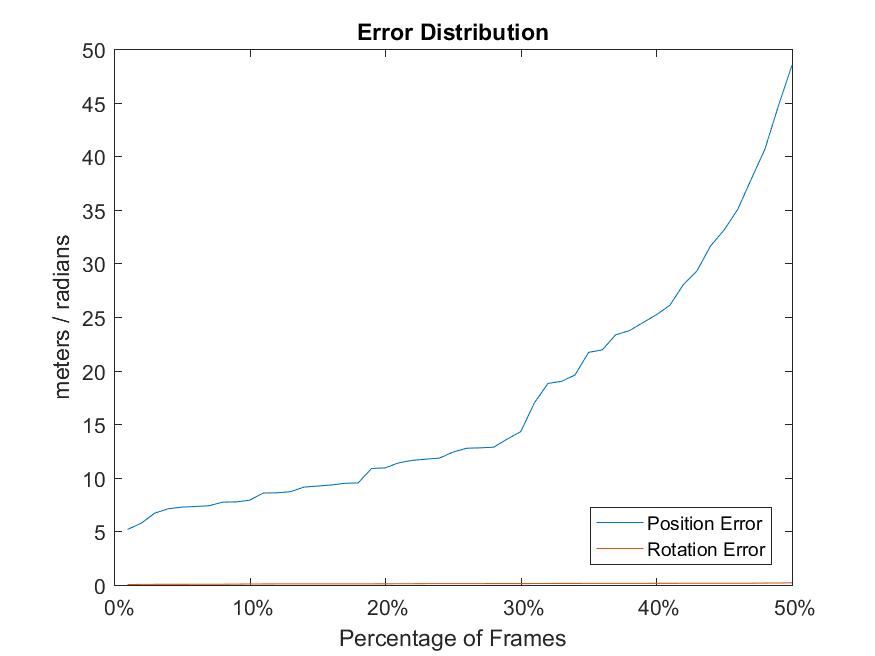 Error Distribution
50
45
40
35
30
25
20
15
10
5
0
meters / radians
Position Error
Rotation Error
0% 10% 20% 30% 40% 50%
Percentage of Frames